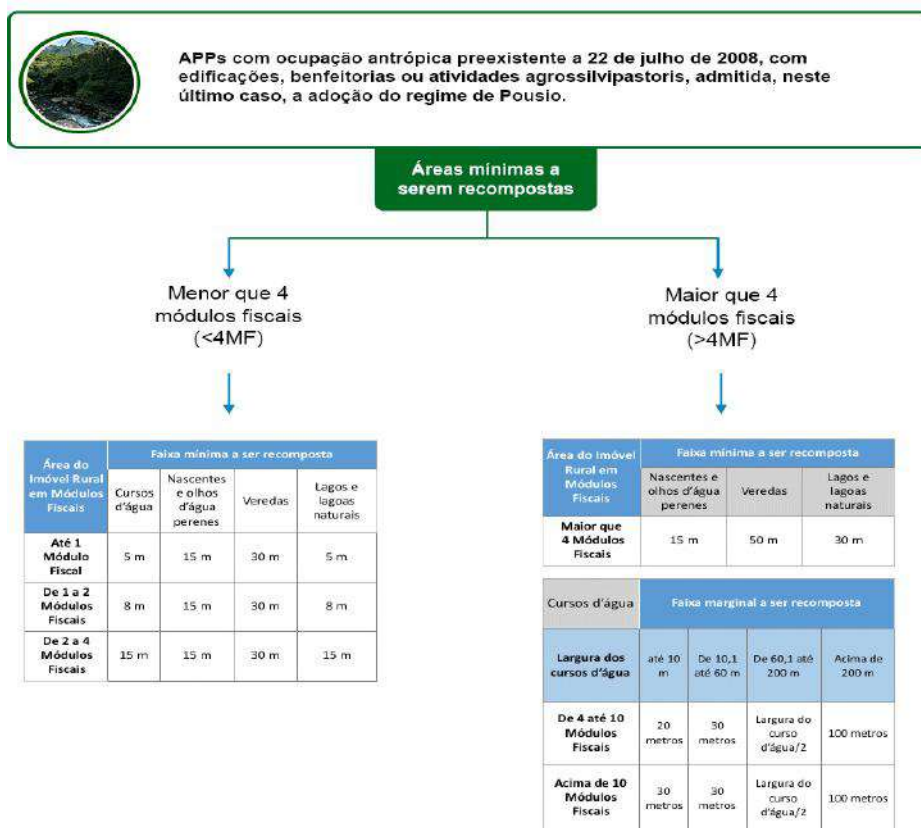 APPs com ocupação antrópica preexistente a 22 de julho de 2008, com
edificações, benfeitorias ou atividades agrossilvipastoris, admitida, neste
último caso, a adoção do regime de Pousio.
Áreas mínimas a
serem recompostas
Menor que 4
módulos fiscais
(<4MF)
Maior que 4
módulos fiscais
(>4MF)
Área do
Imóvel Rural
em Módulos
Fiscais
Faixa mínima a ser recomposta
Cursos
d'água
Nascentes
e olhos
d'água
perenes
Veredas
Lagos e
lagoas
naturais
Até 1
Módulo
Fiscal
5 m
15 m
30 m
5 m
De 1 a 2
Módulos
Fiscais
8 m
15 m
30 m
8 m
De 2 a 4
Módulos
Fiscais
15 m
15 m
30 m
15 m
Área do Imóvel
Rural em
Módulos
Fiscais
Faixa mínima a ser recomposta
Nascentes e
olhos d'água
perenes
Veredas
Lagos e
lagoas
naturais
Maior que
4 Módulos
Fiscais
15 m
50 m
30 m
Cursos d'água
Faixa marginal a ser recomposta
Largura dos
cursos d'água
até 10
m
De 10,1
até 60 m
De 60,1 até
200 m
Acima de
200 m
De 4 até 10
Módulos
Fiscais
20
metros
30
metros
Largura do
curso
d'água/2
100 metros
Acima de 10
Módulos
Fiscais
30
metros
30
metros
Largura do
curso
d'água/2
100 metros